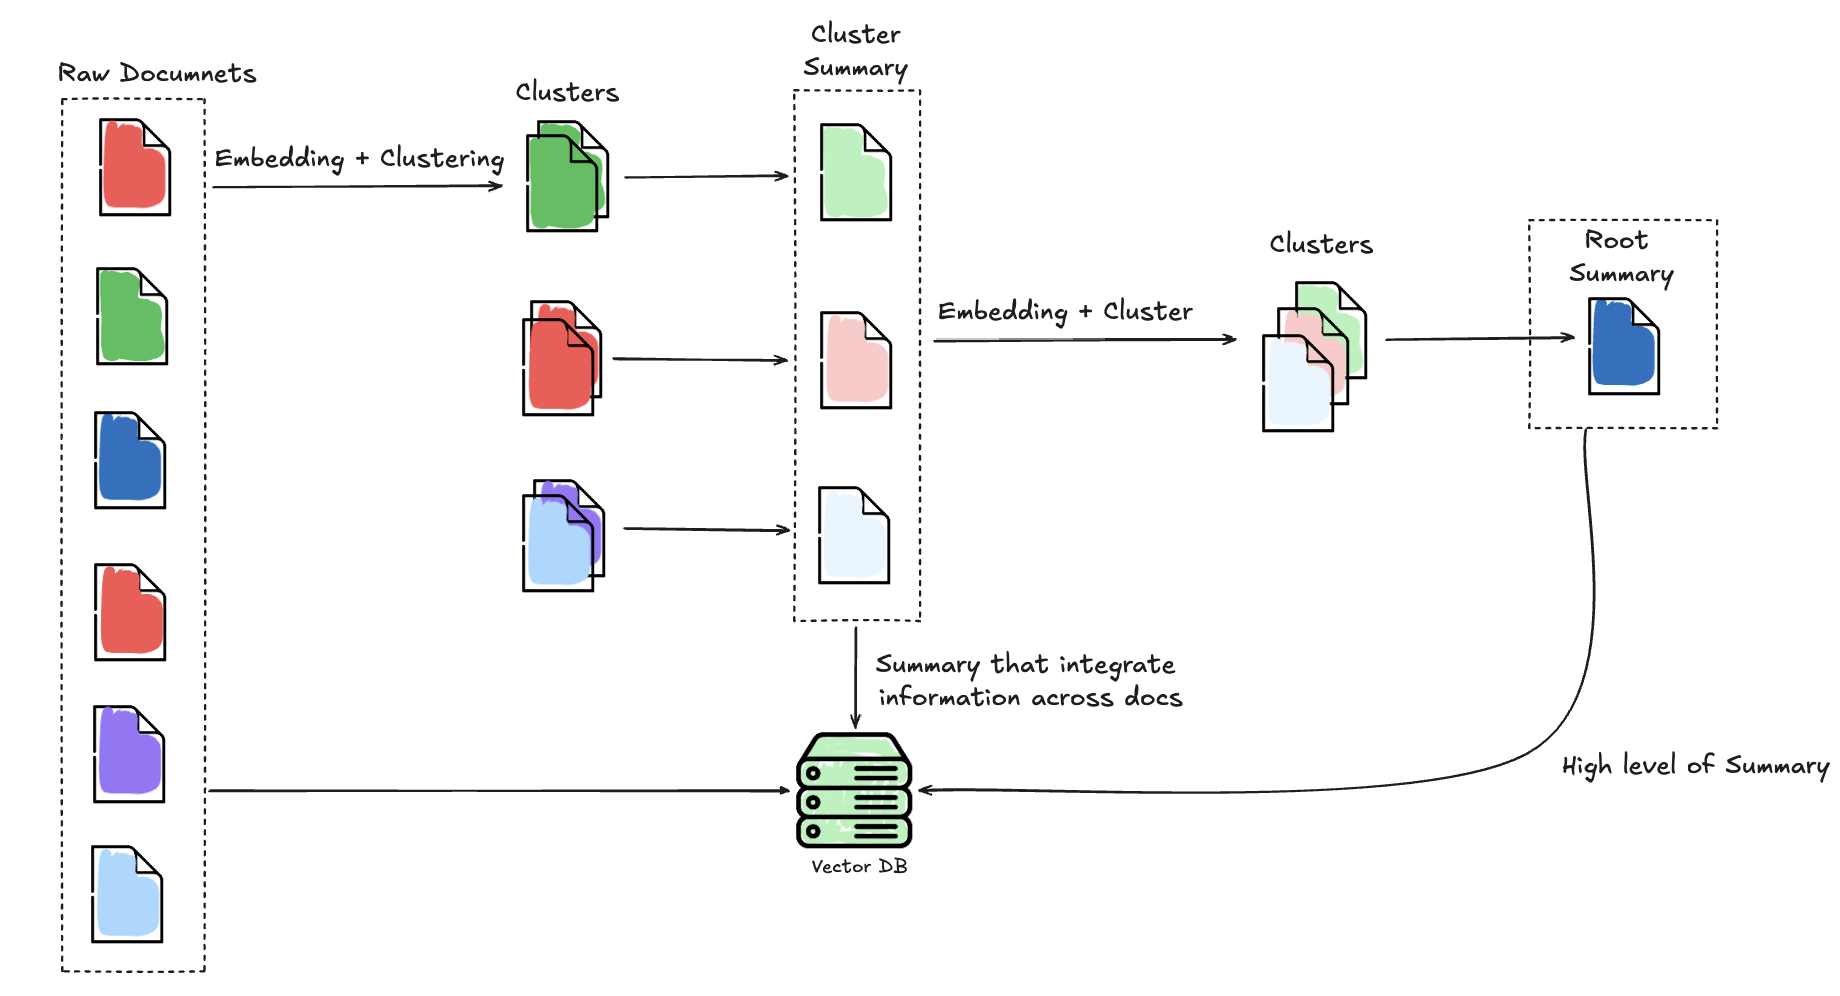 Raw Documnets
Embedding + Clustering
Clusters
Cluster
Summary
Embedding + Cluster
Clusters
Root
Summary
Summary that integrate
information across docs
High level of Summary
Vector DB